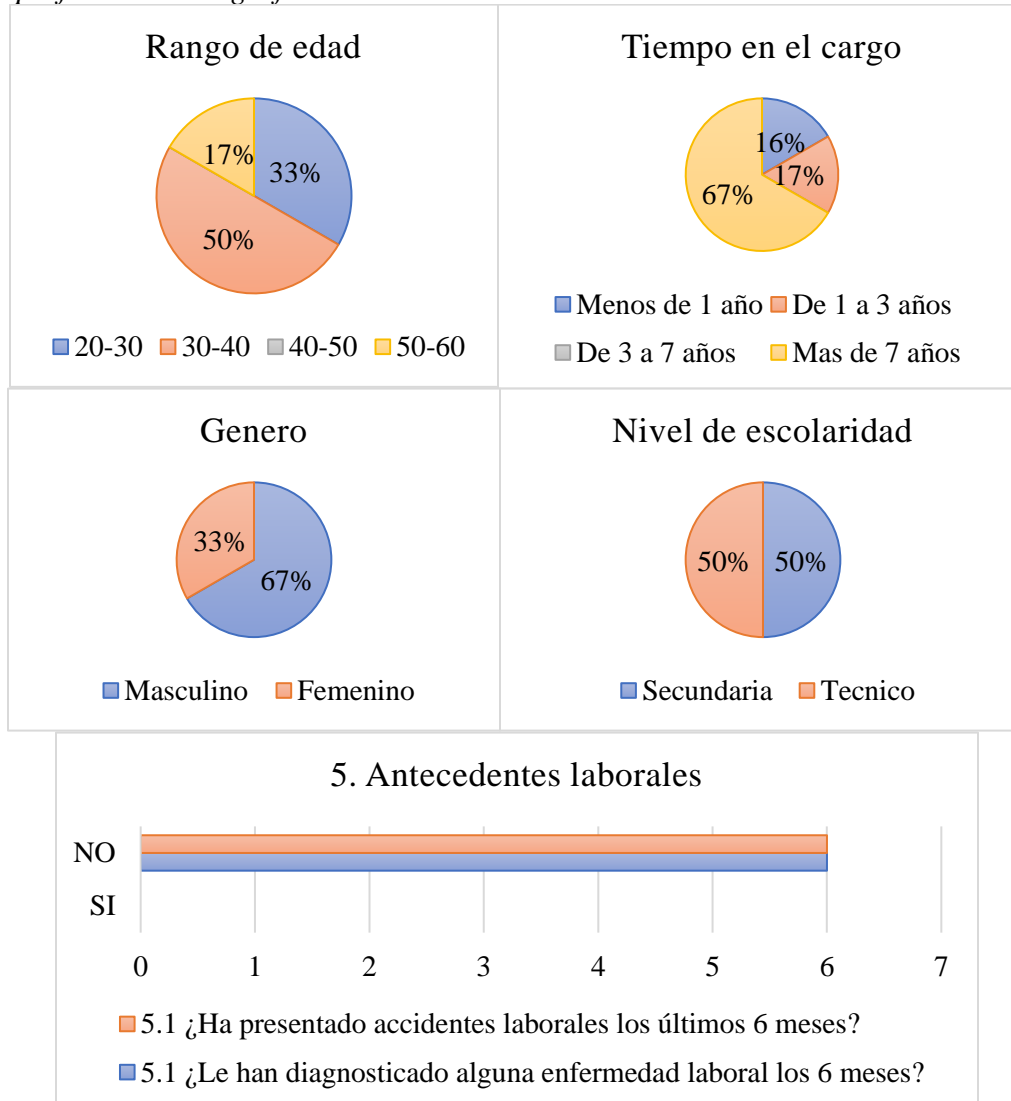 Rango de edad
17%
33%
50%
20-30 30-40 40-50 50-60
Tiempo en el cargo
16%
17%
67%
Menos de 1 año De 1 a 3 años
De 3 a 7 años Mas de 7 años
Genero
33%
67%
Masculino Femenino
Nivel de escolaridad
50% 50%
Secundaria Tecnico
5. Antecedentes laborales
NO
SI
0 1 2 3 4 5 6 7
5.1 ¿Ha presentado accidentes laborales los últimos 6 meses?
5.1 ¿Le han diagnosticado alguna enfermedad laboral los 6 meses?